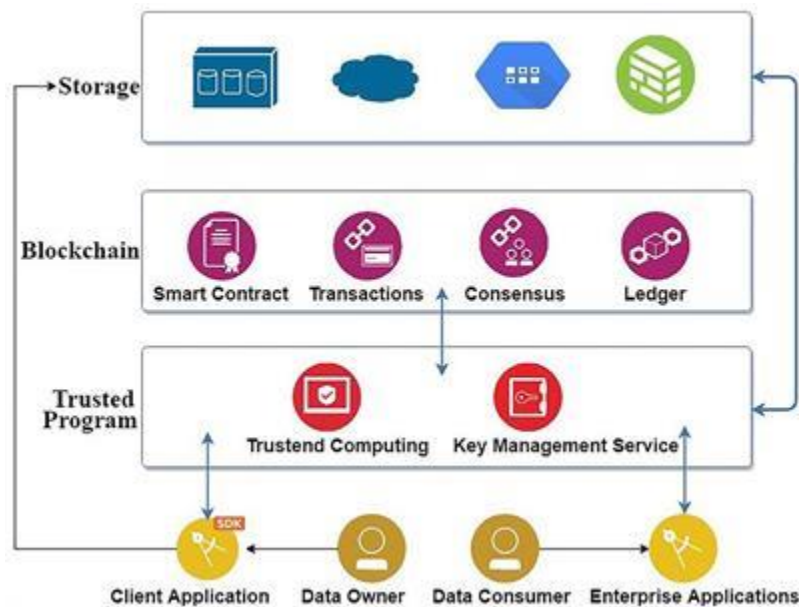 Storage
Blockchain
Smart Contract
Transactions
Consensus
Ledger
Trusted
Program
Trustend Computing
Key Management Service
SDK
Client Application
Data Owner
Data Consumer
Enterprise Applications